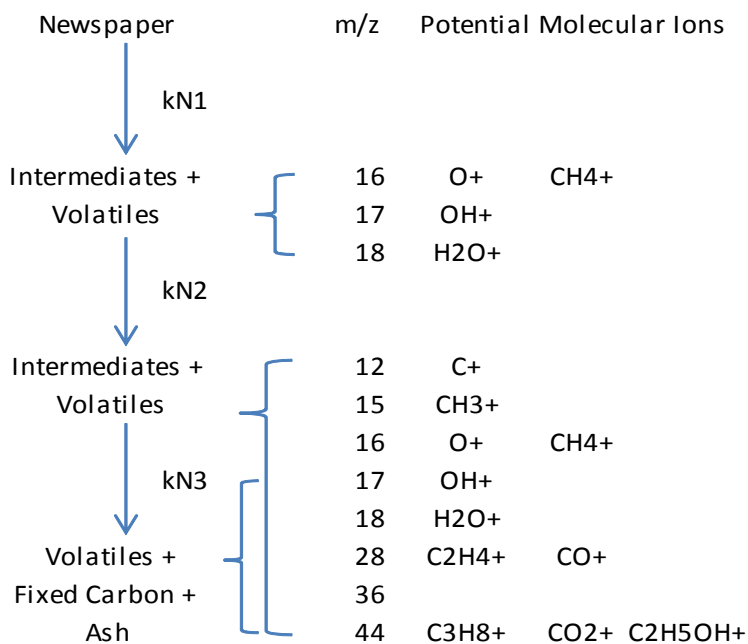 Newspaper m/z Potential Molecular Ions
kN1
Intermediates + 16 O+ CH4+
Volatiles 17 OH+
18 H2O+
kN2
Intermediates + 12 C+
Volatiles 15 CH3+
16 O+ CH4+
kN3 17 OH+
18 H2O+
Volatiles + 28 C2H4+ CO+
Fixed Carbon + 36
Ash 44 C3H8+ CO2+ C2H5OH+